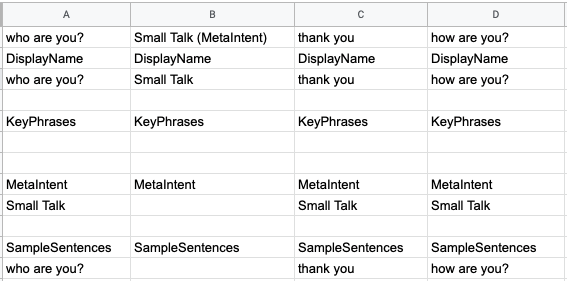 A B C D
who are you? Small Talk (MetaIntent) thank you how are you?
DisplayName DisplayName DisplayName DisplayName
who are you? Small Talk thank you how are you?
KeyPhrases KeyPhrases KeyPhrases KeyPhrases
MetaIntent MetaIntent MetaIntent MetaIntent
Small Talk Small Talk Small Talk
SampleSentences SampleSentences SampleSentences SampleSentences
who are you? thank you how are you?